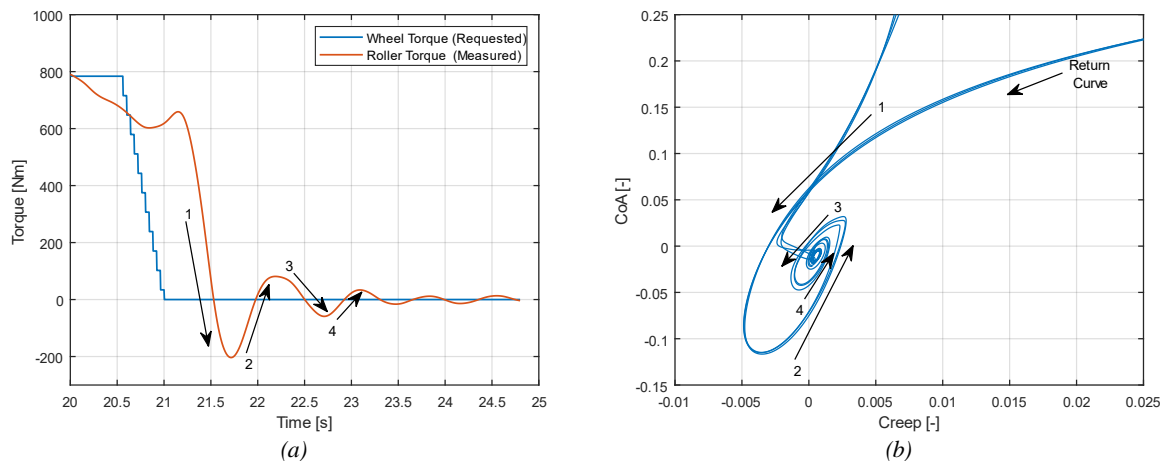 1000
800
600
400
200
0
-200
Torque [Nm]
Wheel Torque (Requested)
Roller Torque (Measured)
1
2
3
4
20 20.5 21 21.5 22 22.5 23 23.5 24 24.5 25
Time [s]
(a)
0.25
0.2
0.15
0.1
0.05
0
-0.05
-0.1
-0.15
CoA [-]
Return
Curve
1
3
4
2
-0.01 -0.005 0 0.005 0.01 0.015 0.02 0.025
Creep [-]
(b)